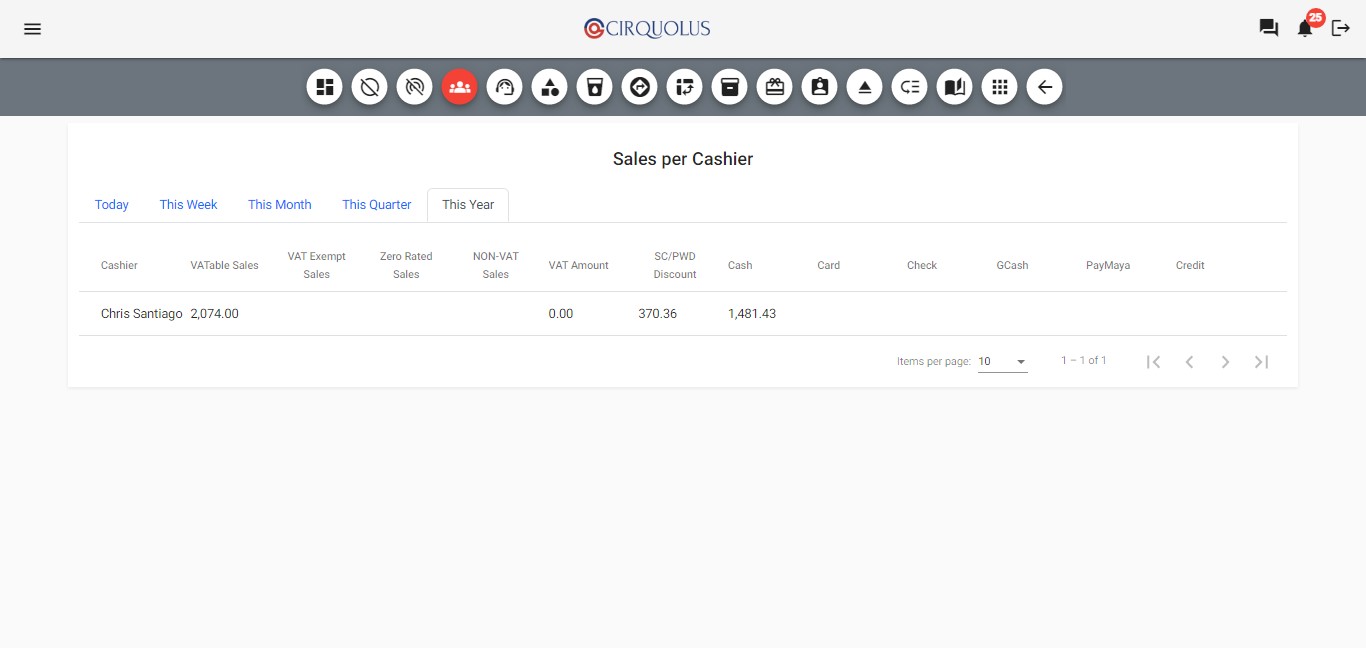 CIRQUOLUS
25
Sales per Cashier
Today This Week This Month This Quarter This Year
Cashier VATable Sales VAT Exempt Sales Zero Rated Sales NON-VAT Sales VAT Amount SC/PWD Discount Cash Card Check GCash PayMaya Credit
Chris Santiago 2,074.00 0.00 370.36 1,481.43
Items per page: 10 1 – 1 of 1